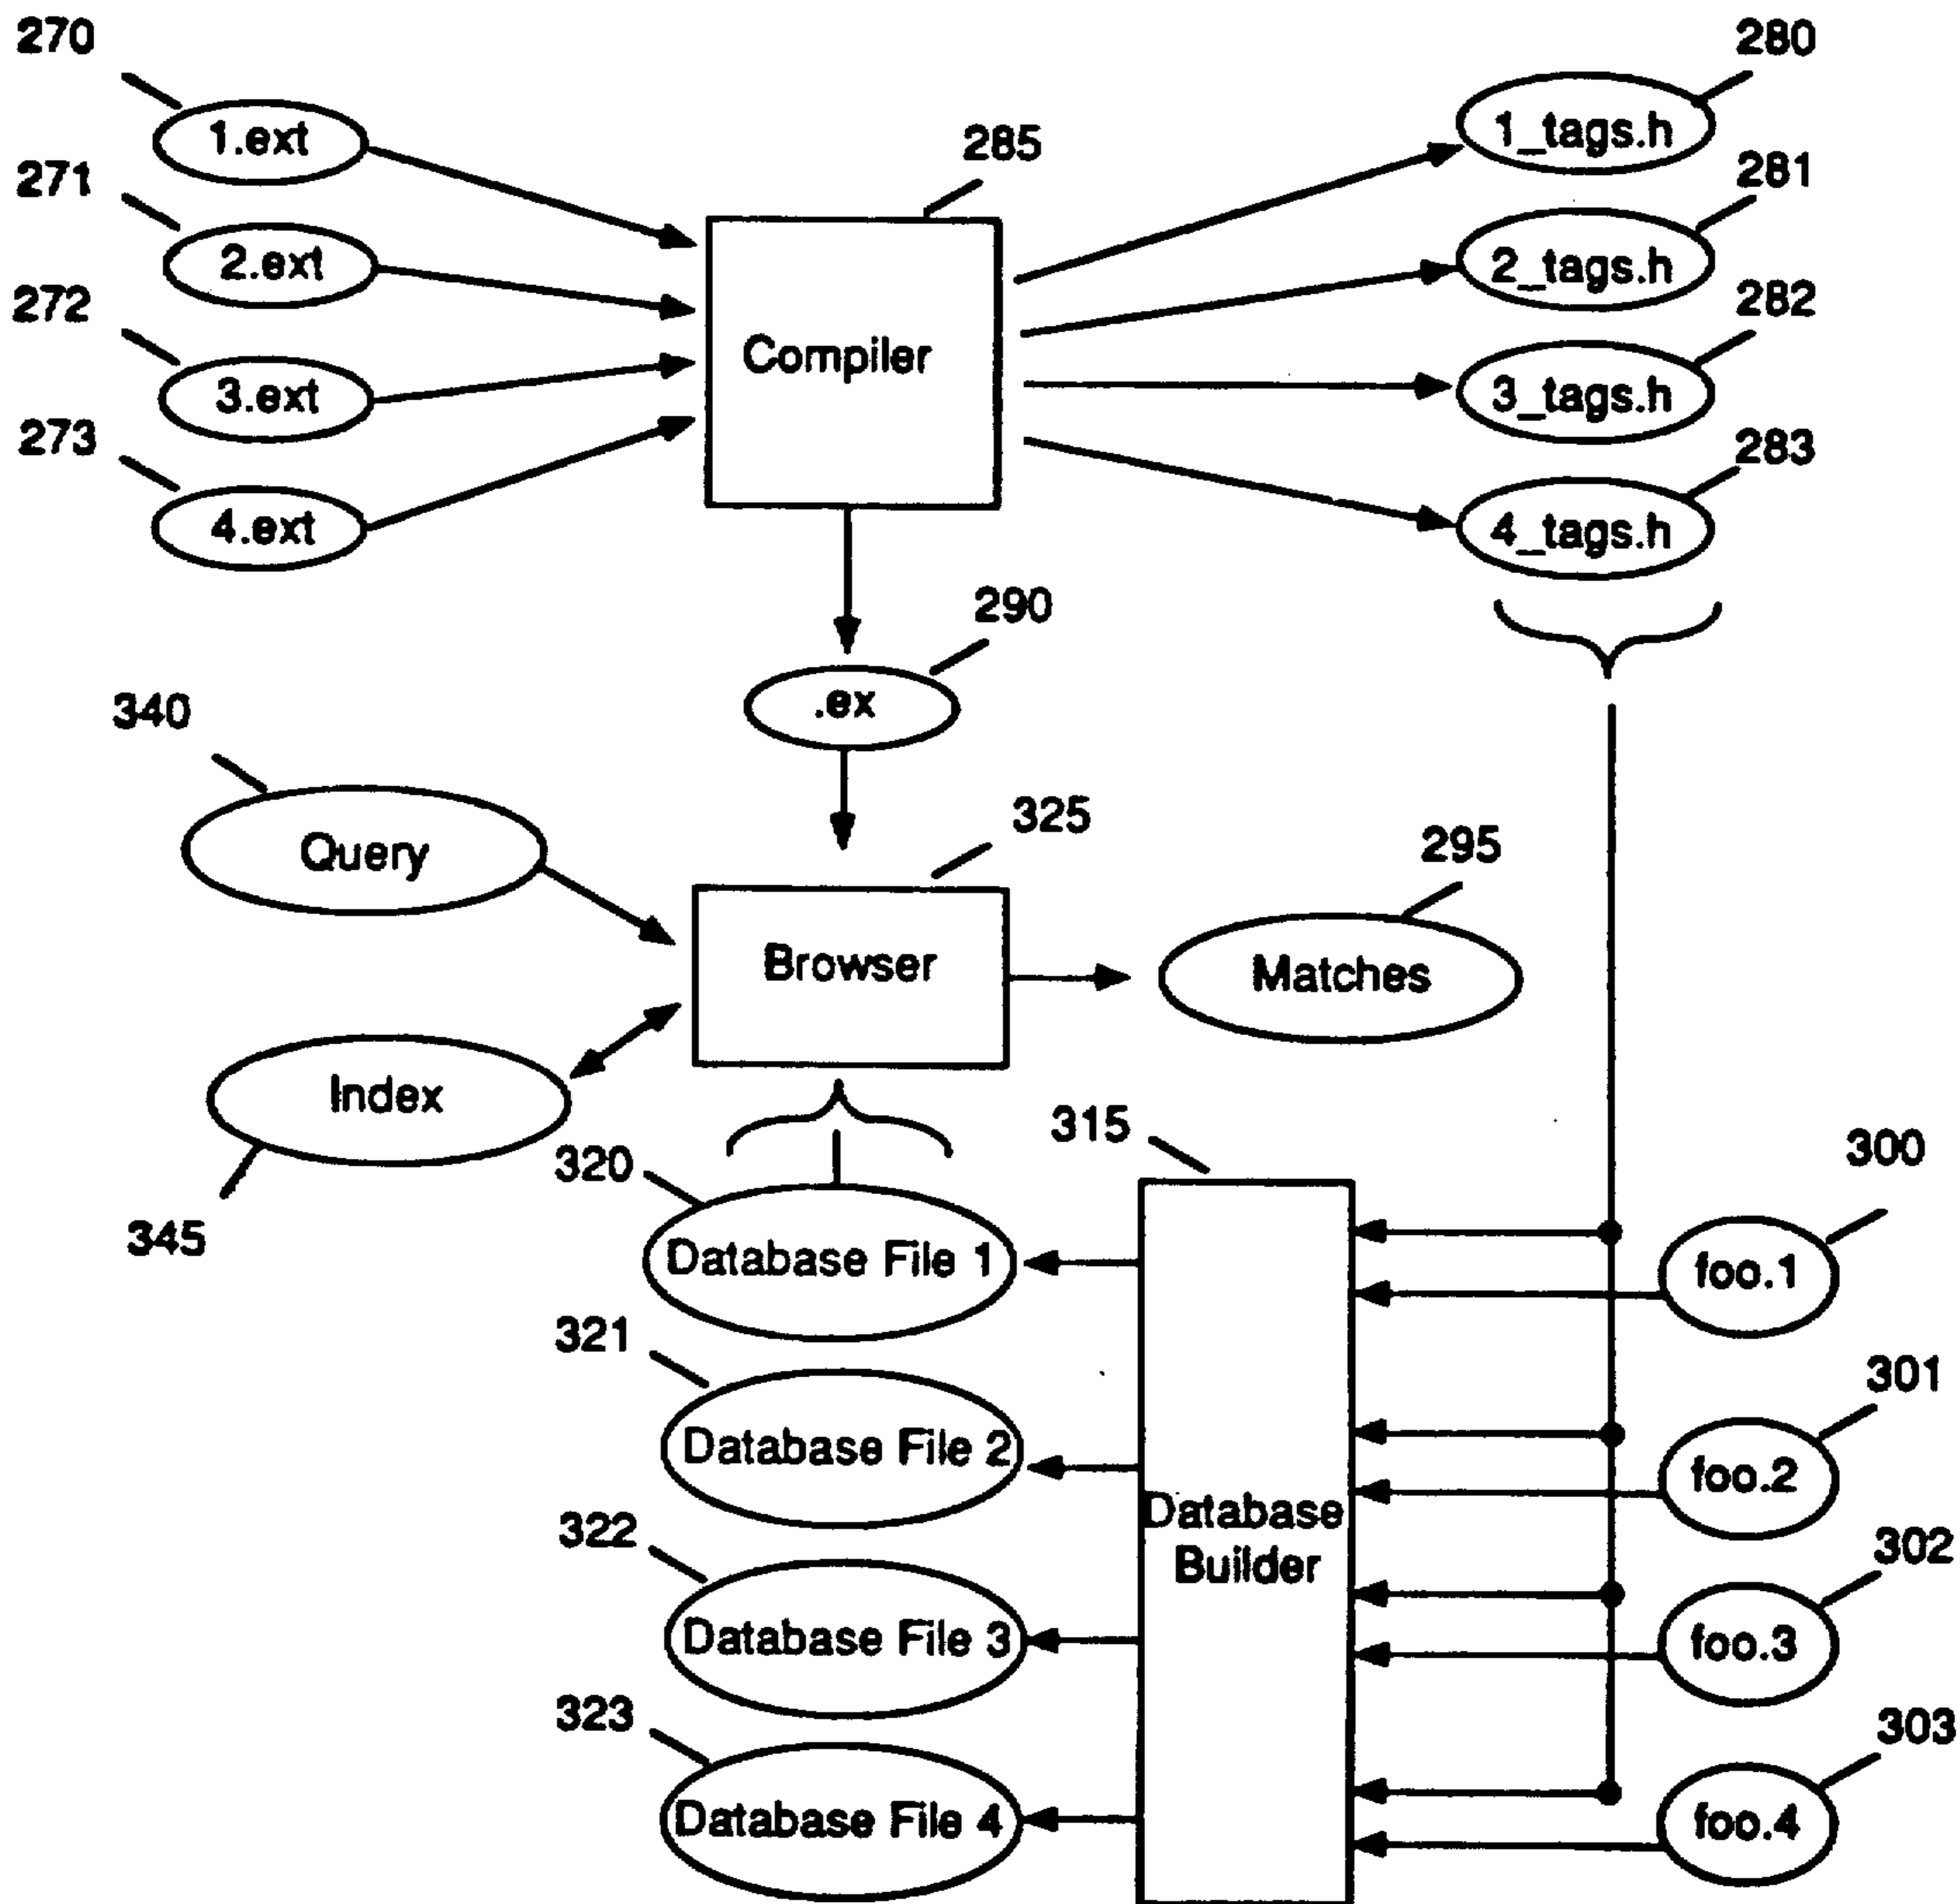 270
1.ext
271
2.ext
272
3.ext
273
4.ext
285
Compiler
280
1_tags.h
281
2_tags.h
282
3_tags.h
283
4_tags.h
290
.ex
340
Query
325
Browser
295
Matches
Index
345
315
Database
Builder
320
Database File 1
321
Database File 2
322
Database File 3
323
Database File 4
300
foo.1
301
foo.2
302
foo.3
303
foo.4